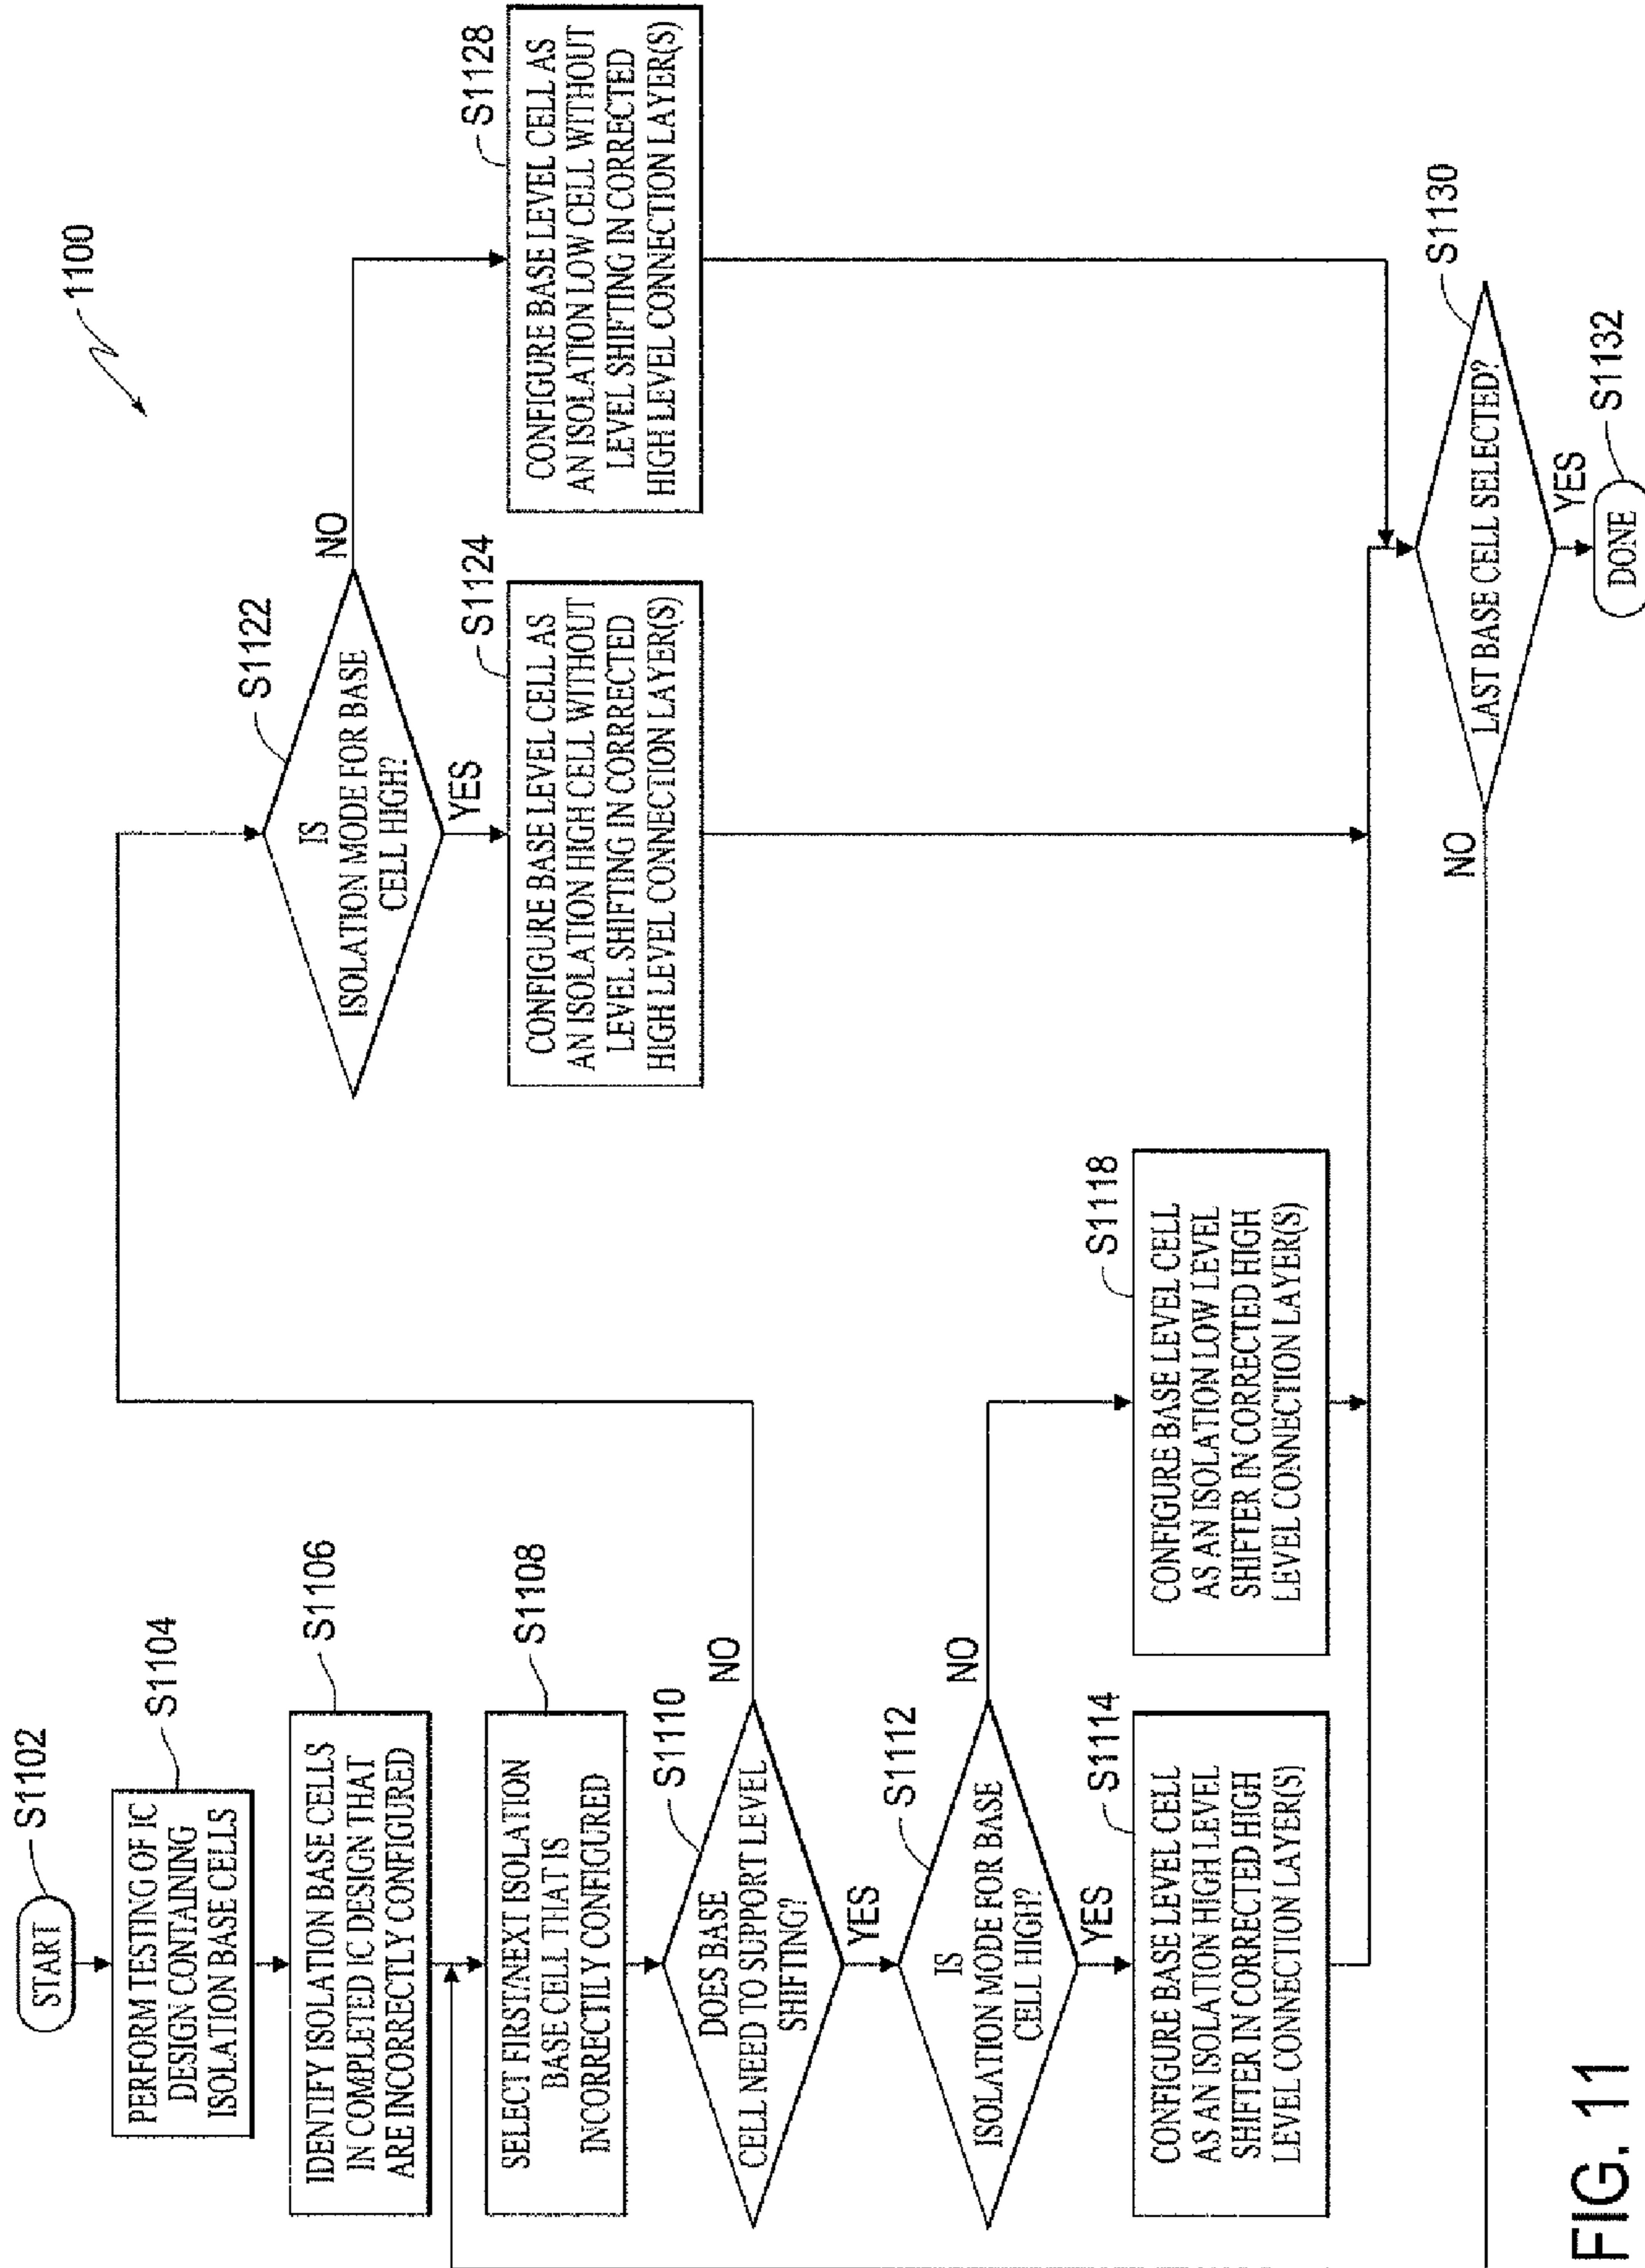 1100
START
S1102
PERFORM TESTING OF IC
DESIGN CONTAINING
ISOLATION BASE CELLS
S1104
IDENTIFY ISOLATION BASE CELLS
IN COMPLETED IC DESIGN THAT
ARE INCORRECTLY CONFIGURED
S1106
SELECT FIRST/NEXT ISOLATION
BASE CELL THAT IS
INCORRECTLY CONFIGURED
S1108
DOES BASE
CELL NEED TO SUPPORT LEVEL
SHIFTING?
S1110
NO
YES
IS
ISOLATION MODE FOR BASE
CELL HIGH?
S1112
NO
YES
CONFIGURE BASE LEVEL CELL
AS AN ISOLATION HIGH LEVEL
SHIFTER IN CORRECTED HIGH
LEVEL CONNECTION LAYER(S)
S1114
CONFIGURE BASE LEVEL CELL
AS AN ISOLATION LOW LEVEL
SHIFTER IN CORRECTED HIGH
LEVEL CONNECTION LAYER(S)
S1118
IS
ISOLATION MODE FOR BASE
CELL HIGH?
S1122
NO
YES
CONFIGURE BASE LEVEL CELL AS
AN ISOLATION HIGH CELL WITHOUT
LEVEL SHIFTING IN CORRECTED
HIGH LEVEL CONNECTION LAYER(S)
S1124
CONFIGURE BASE LEVEL CELL AS
AN ISOLATION LOW CELL WITHOUT
LEVEL SHIFTING IN CORRECTED
HIGH LEVEL CONNECTION LAYER(S)
S1128
LAST BASE CELL SELECTED?
S1130
NO
YES
DONE
S1132
FIG. 11